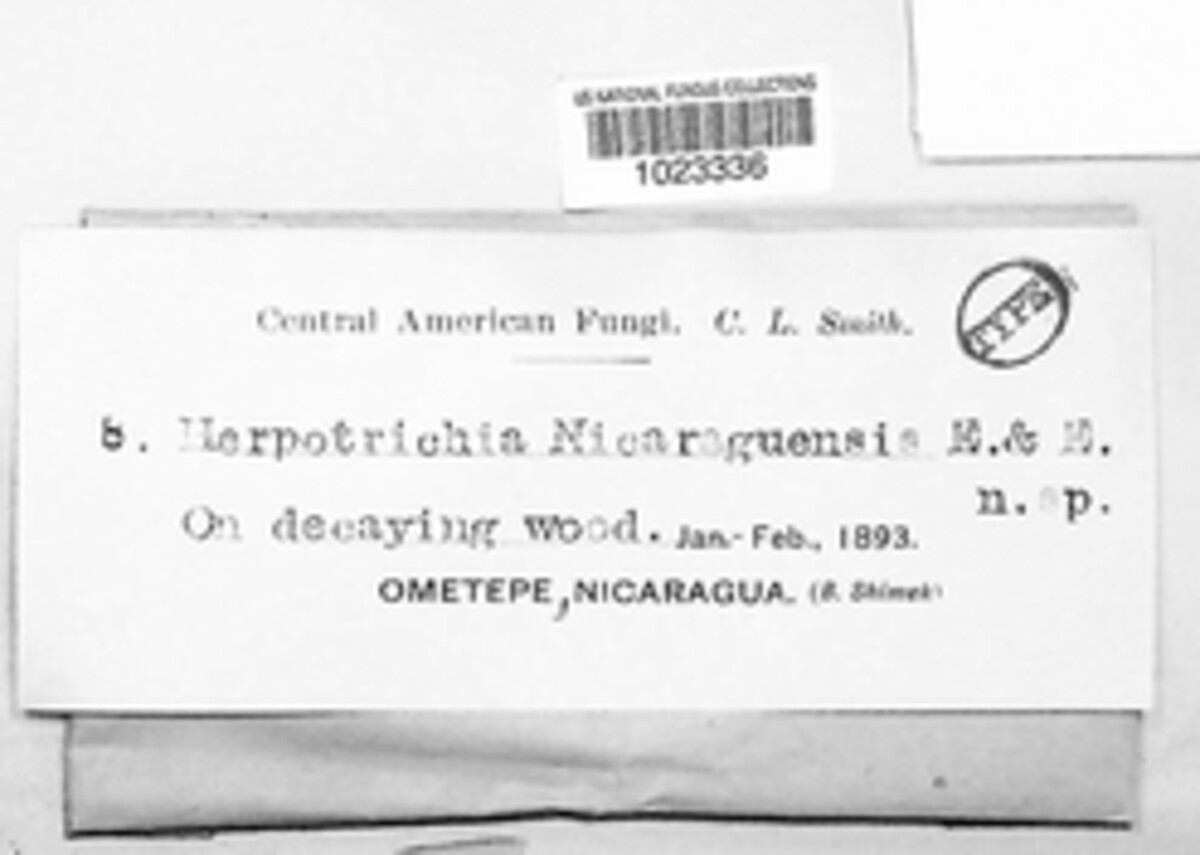 US NATIONAL FUNGUS COLLECTIONS
1023336
TYPE
Central American Fungi. C. L. Smith.
8. Herpotrichia Nicaraguensis E.& E.
n. sp.
On decaying wood. Jan.-Feb., 1893.
OMETEPE, NICARAGUA. (B. Shimek)